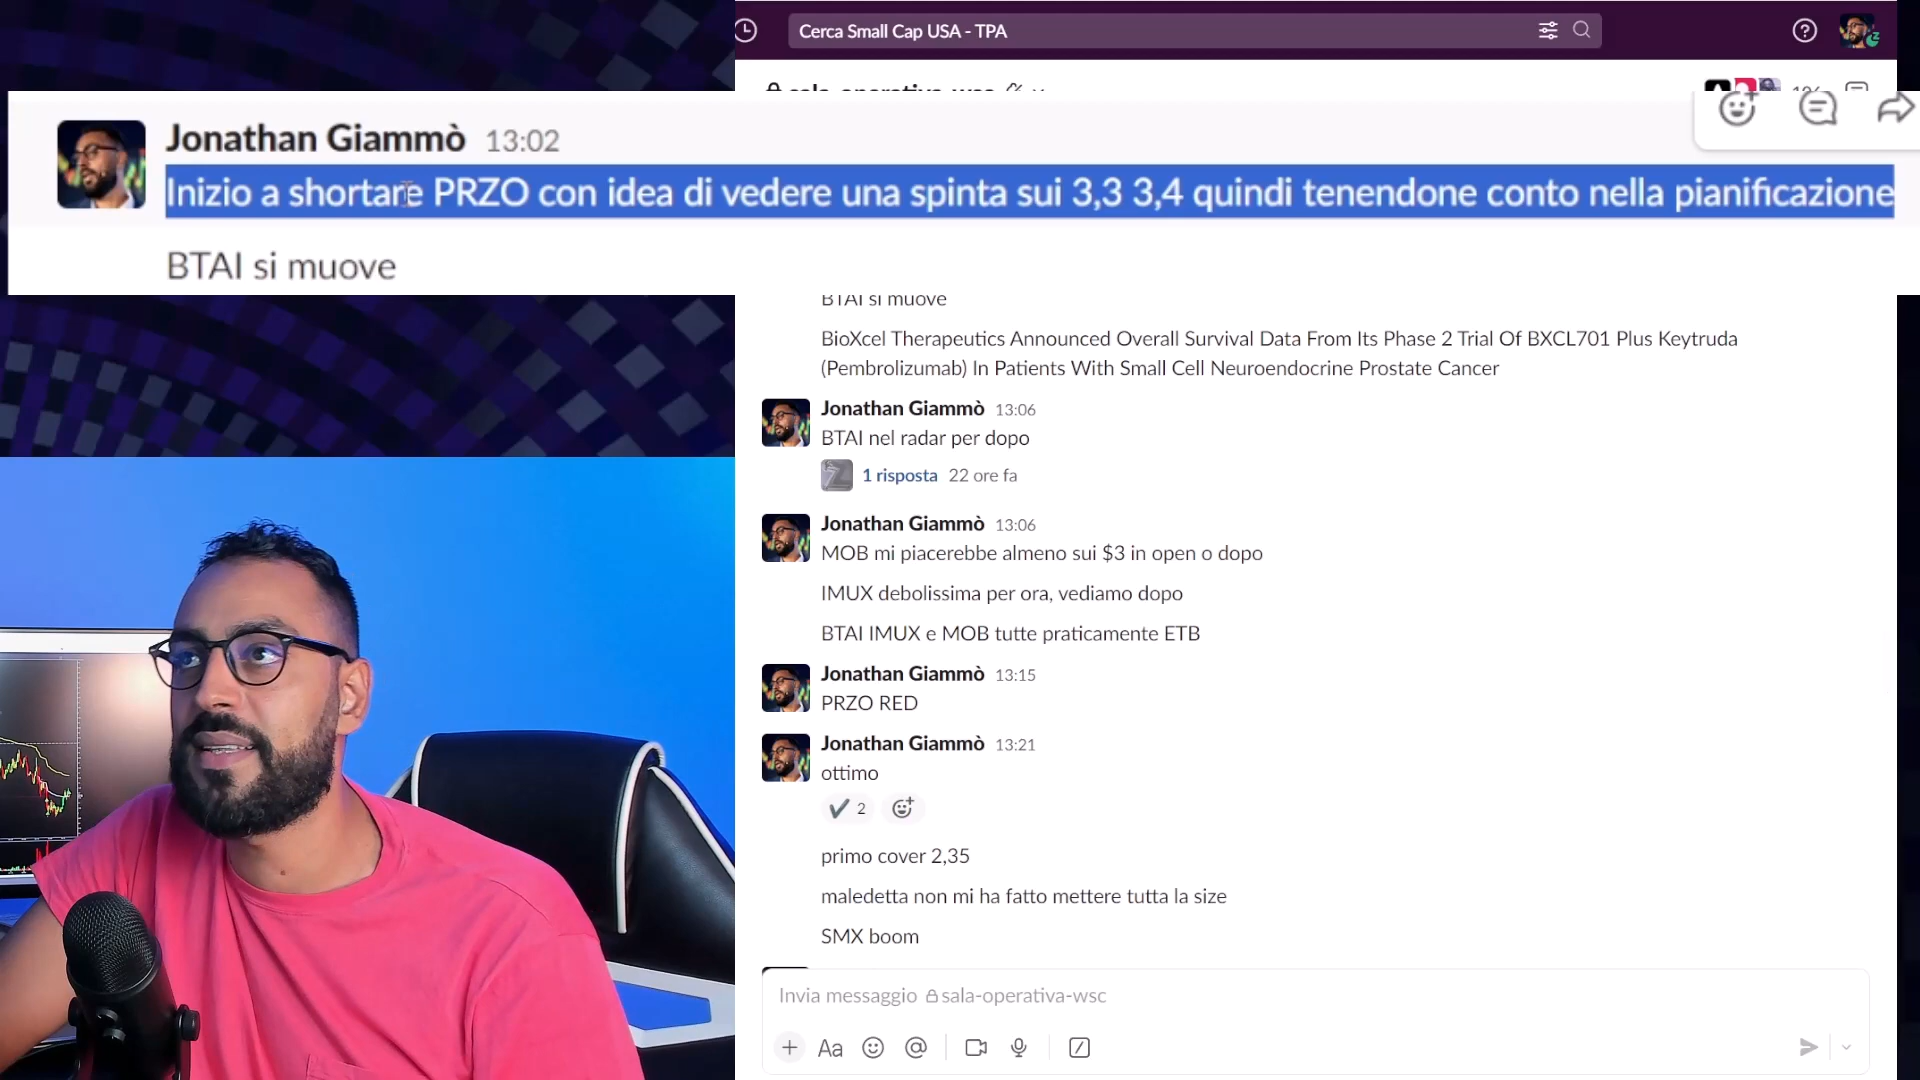 Cerca Small Cap USA - TPA
sala-operativa-wsc
Jonathan Giammò 13:02
Inizio a shortare PRZO con idea di vedere una spinta sui 3,3 3,4 quindi tenendone conto nella pianificazione
BTAI si muove
BTAI si muove
BioXcel Therapeutics Announced Overall Survival Data From Its Phase 2 Trial Of BXCL701 Plus Keytruda
(Pembrolizumab) In Patients With Small Cell Neuroendocrine Prostate Cancer
Jonathan Giammò 13:06
BTAI nel radar per dopo
1 risposta 22 ore fa
Jonathan Giammò 13:06
MOB mi piacerebbe almeno sui $3 in open o dopo
IMUX debolissima per ora, vediamo dopo
BTAI IMUX e MOB tutte praticamente ETB
Jonathan Giammò 13:15
PRZO RED
Jonathan Giammò 13:21
ottimo
2
primo cover 2,35
maledetta non mi ha fatto mettere tutta la size
SMX boom
Invia messaggio sala-operativa-wsc
Aa